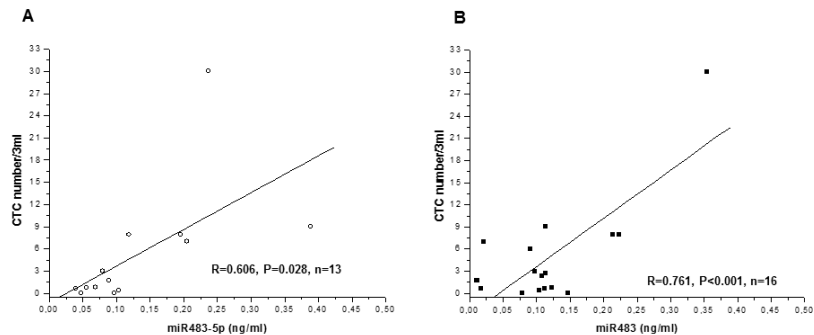 A
33
30
27
24
21
18
15
12
9
6
3
0
CTC number/3ml
0,00 0,05 0,10 0,15 0,20 0,25 0,30 0,35 0,40 0,45 0,50
miR483-5p (ng/ml)
R=0.606, P=0.028, n=13
B
33
30
27
24
21
18
15
12
9
6
3
0
CTC number/3ml
0,00 0,05 0,10 0,15 0,20 0,25 0,30 0,35 0,40 0,45 0,50
miR483 (ng/ml)
R=0.761, P<0.001, n=16